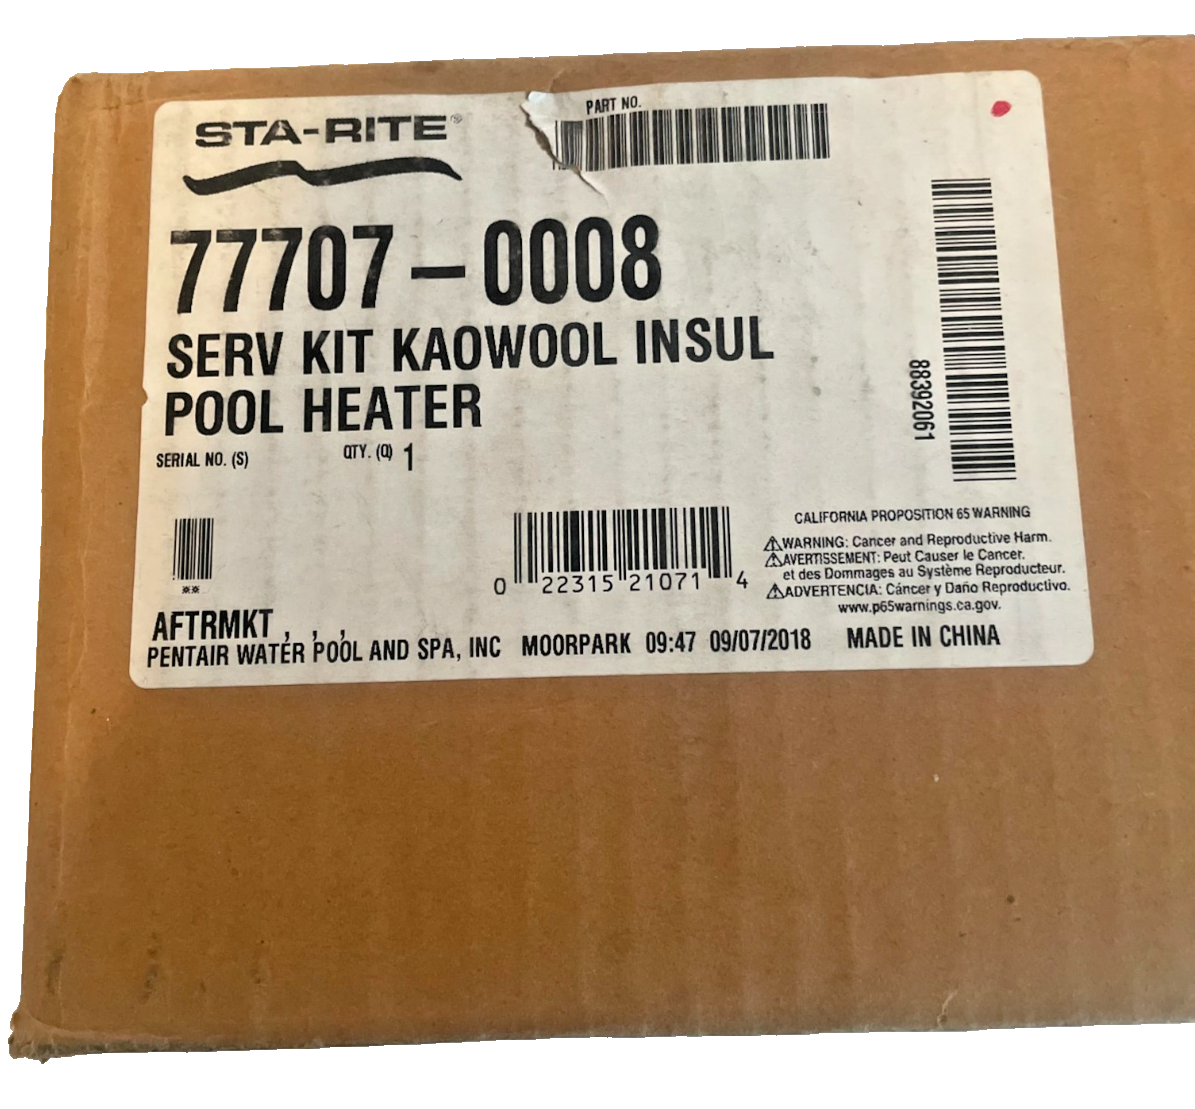 STA-RITE®
PART NO.
77707-0008
SERV KIT KAOWOOL INSUL
POOL HEATER
SERIAL NO. (S) QTY. (Q) 1
88392061
0 22315 21071 4
CALIFORNIA PROPOSITION 65 WARNING
⚠WARNING: Cancer and Reproductive Harm.
⚠AVERTISSEMENT: Peut Causer le Cancer.
et des Dommages au Système Reproducteur.
⚠ADVERTENCIA: Cáncer y Daño Reproductivo.
www.p65warnings.ca.gov.
**
AFTRMKT , , ,
PENTAIR WATER POOL AND SPA, INC MOORPARK 09:47 09/07/2018 MADE IN CHINA